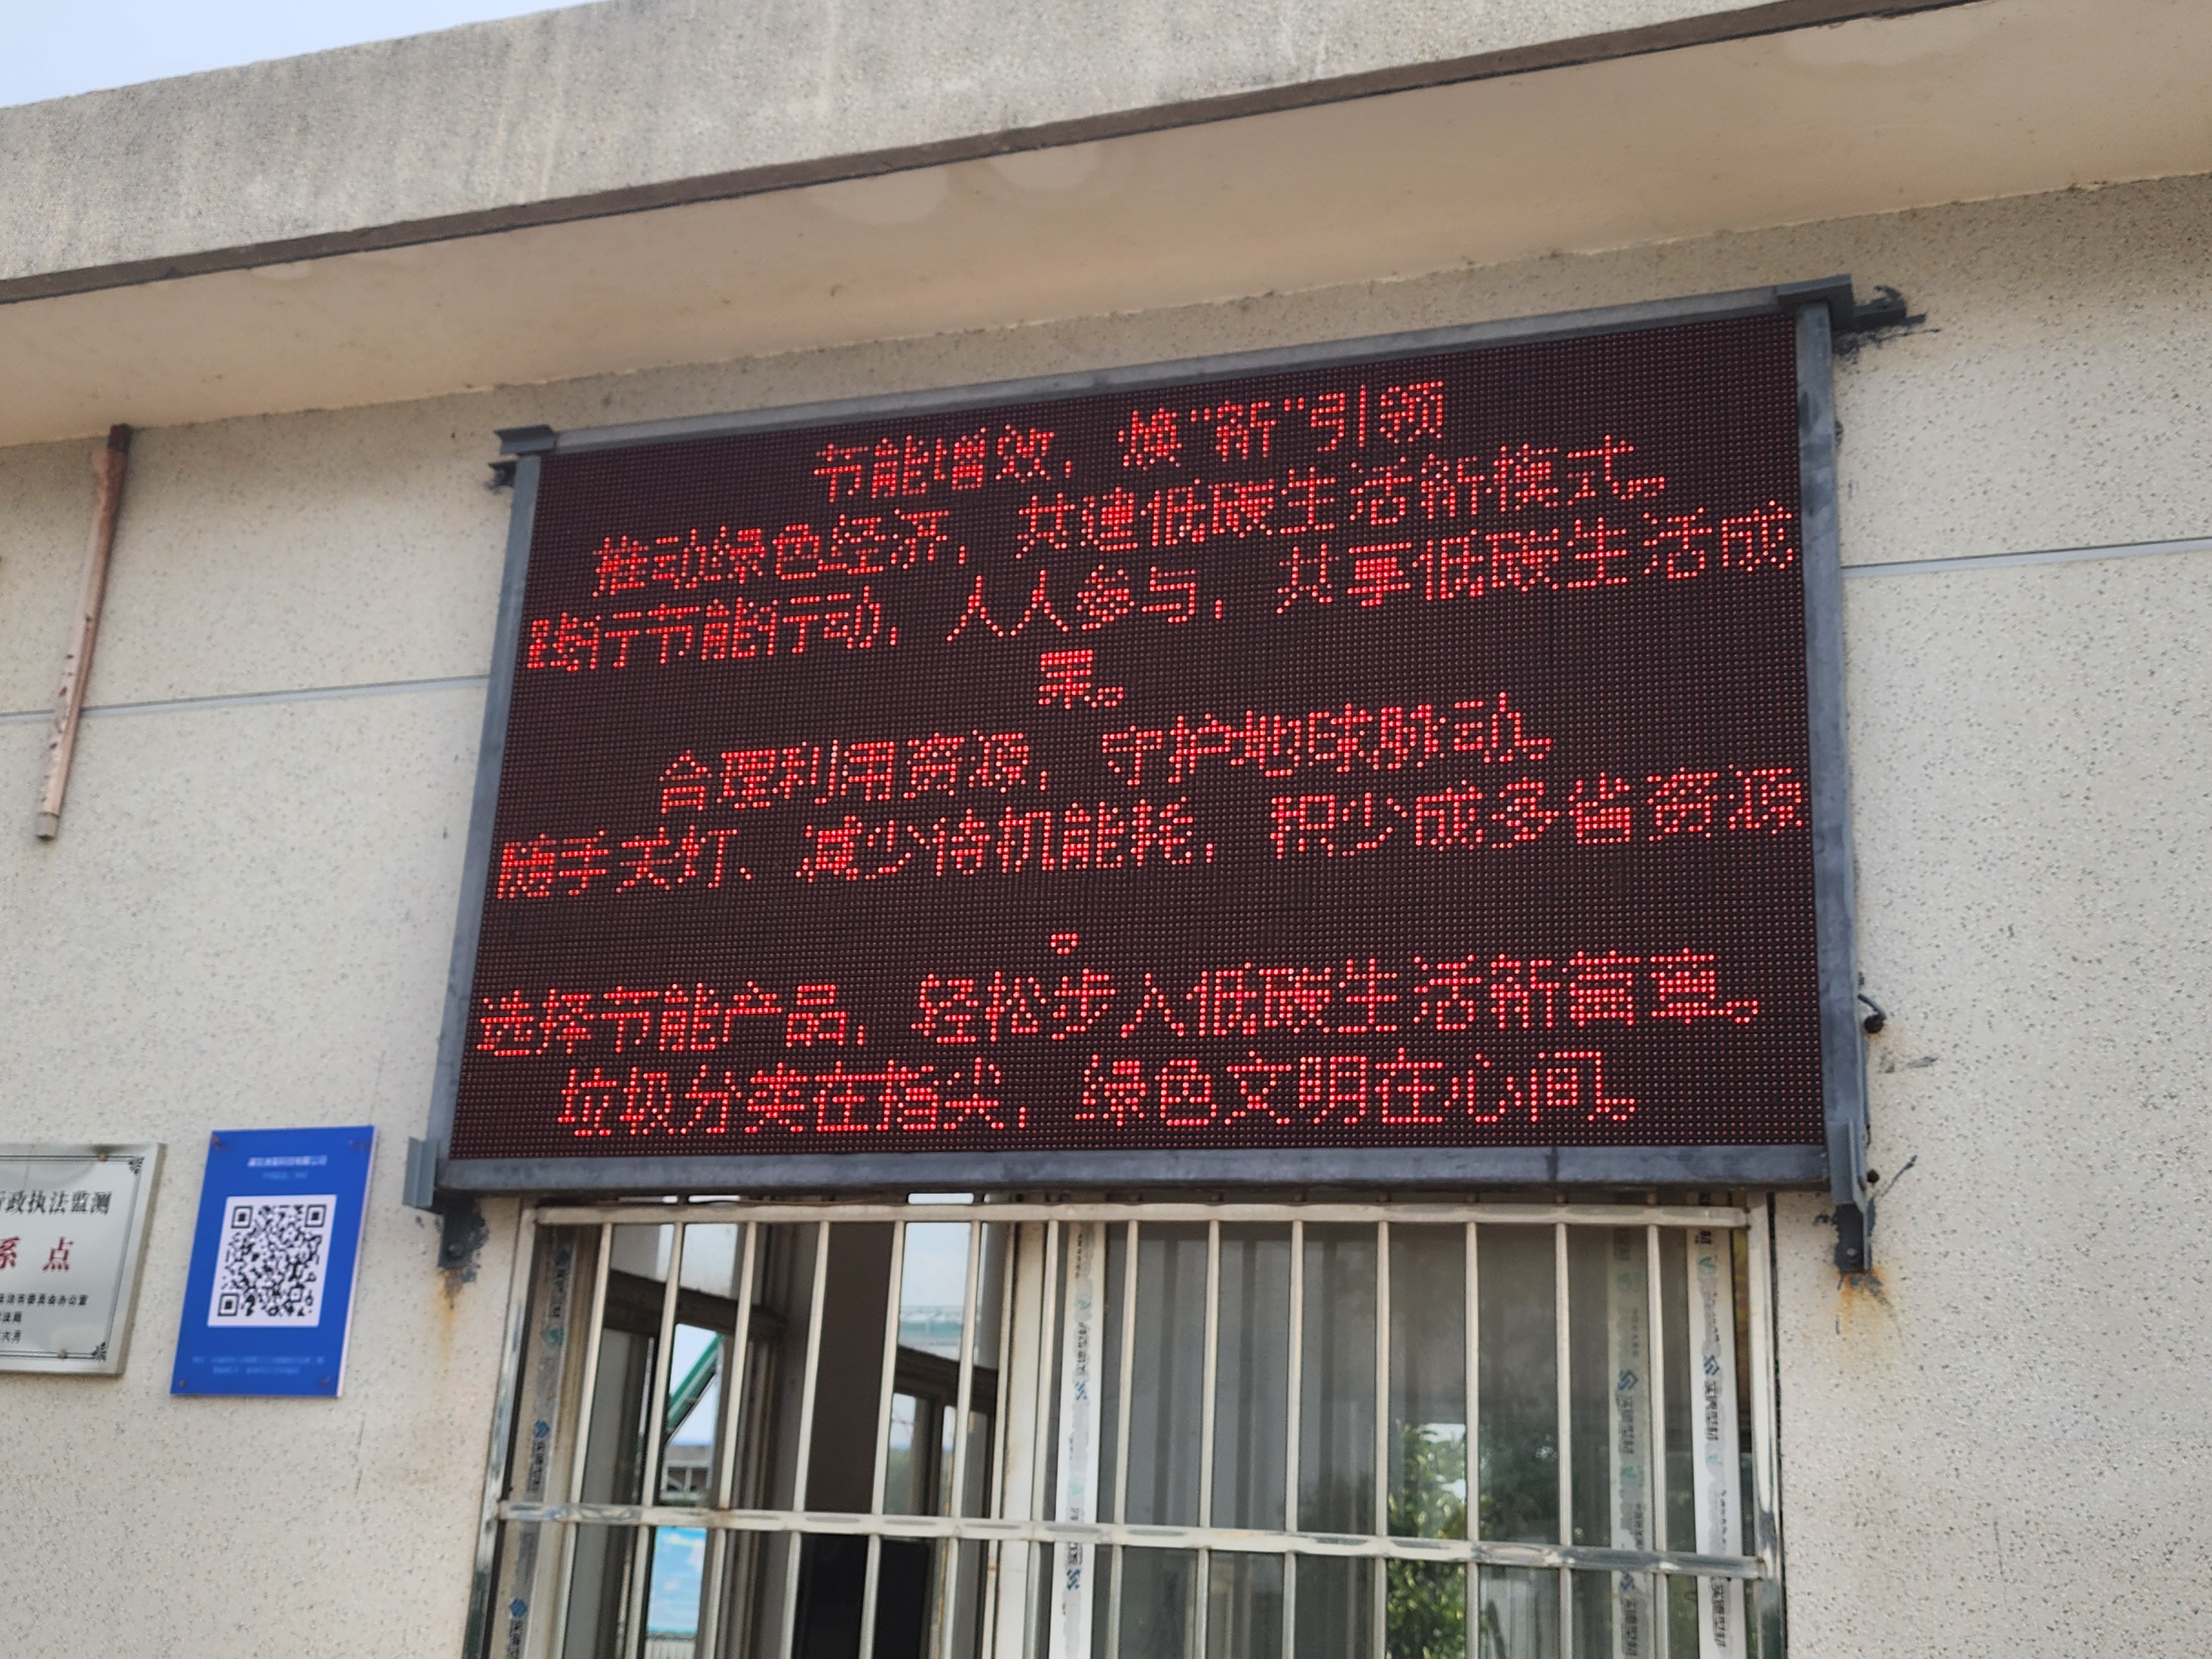 节能增效，焕"新"引领
推动绿色经济，共建低碳生活新模式。
践行节能行动，人人参与，共享低碳生活成
果。
合理利用资源，守护地球脉动。
随手关灯、减少待机能耗，积少成多省资源
。
选择节能产品，轻松步入低碳生活新篇章。
垃圾分类在指尖，绿色文明在心间。
行政执法监测
系 点